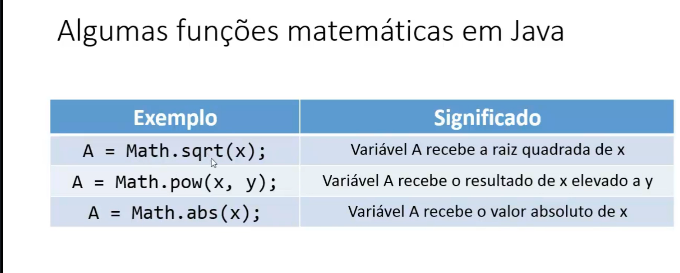 Algumas funções matemáticas em Java
Exemplo Significado
A = Math.sqrt(x); Variável A recebe a raiz quadrada de x
A = Math.pow(x, y); Variável A recebe o resultado de x elevado a y
A = Math.abs(x); Variável A recebe o valor absoluto de x